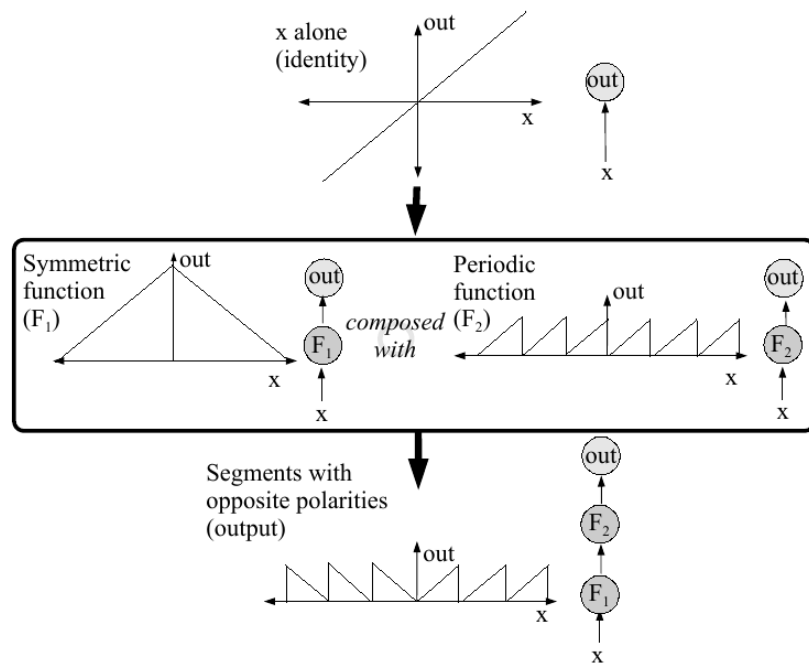 x alone
(identity)
out
x
out
x
Symmetric
function
(F1)
out
x
out
F1
x
composed
with
Periodic
function
(F2)
out
x
out
F2
x
Segments with
opposite polarities
(output)
out
x
out
F2
F1
x